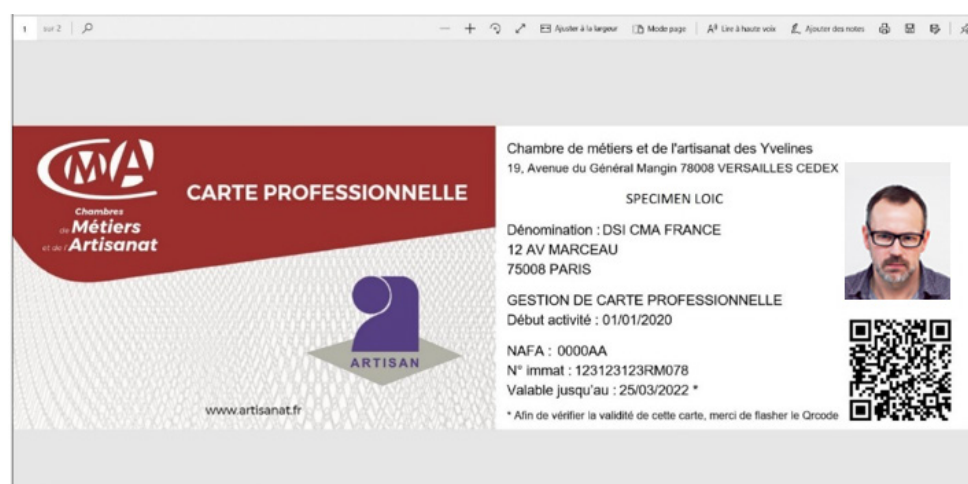 1 sur 2
Ajuster à la largeur
Mode page
Lire à haute voix
Ajouter des notes
CMA
Chambres
de Métiers
et de l'Artisanat
CARTE PROFESSIONNELLE
ARTISAN
www.artisanat.fr
Chambre de métiers et de l'artisanat des Yvelines
19, Avenue du Général Mangin 78008 VERSAILLES CEDEX
SPECIMEN LOIC
Dénomination : DSI CMA FRANCE
12 AV MARCEAU
75008 PARIS
GESTION DE CARTE PROFESSIONNELLE
Début activité : 01/01/2020
NAFA : 0000AA
N° immat : 123123123RM078
Valable jusqu'au : 25/03/2022 *
* Afin de vérifier la validité de cette carte, merci de flasher le Qrcode